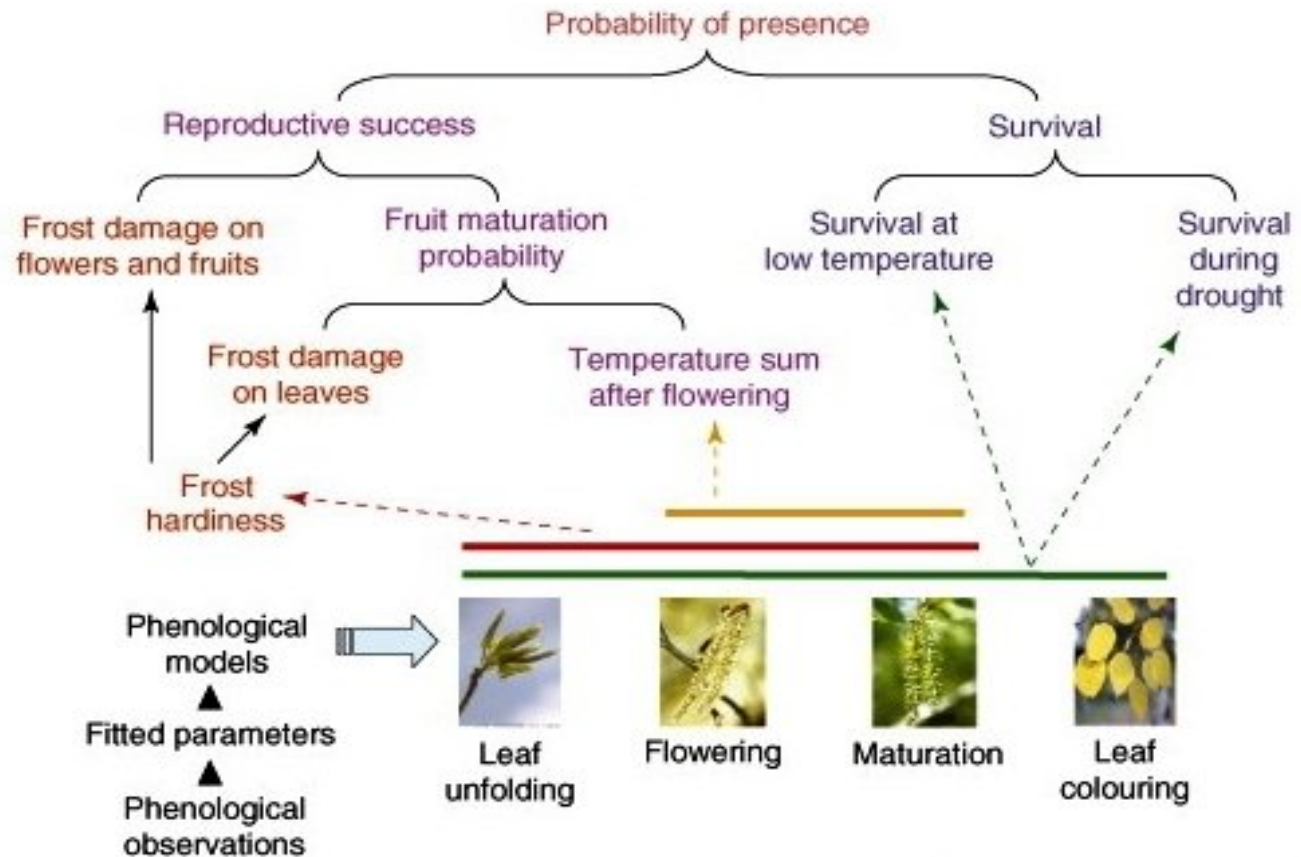 Probability of presence
Reproductive success
Survival
Frost damage on
flowers and fruits
Fruit maturation
probability
Survival at
low temperature
Survival
during
drought
Frost damage
on leaves
Temperature sum
after flowering
Frost
hardiness
Phenological
models
Fitted parameters
Phenological
observations
Leaf
unfolding
Flowering
Maturation
Leaf
colouring